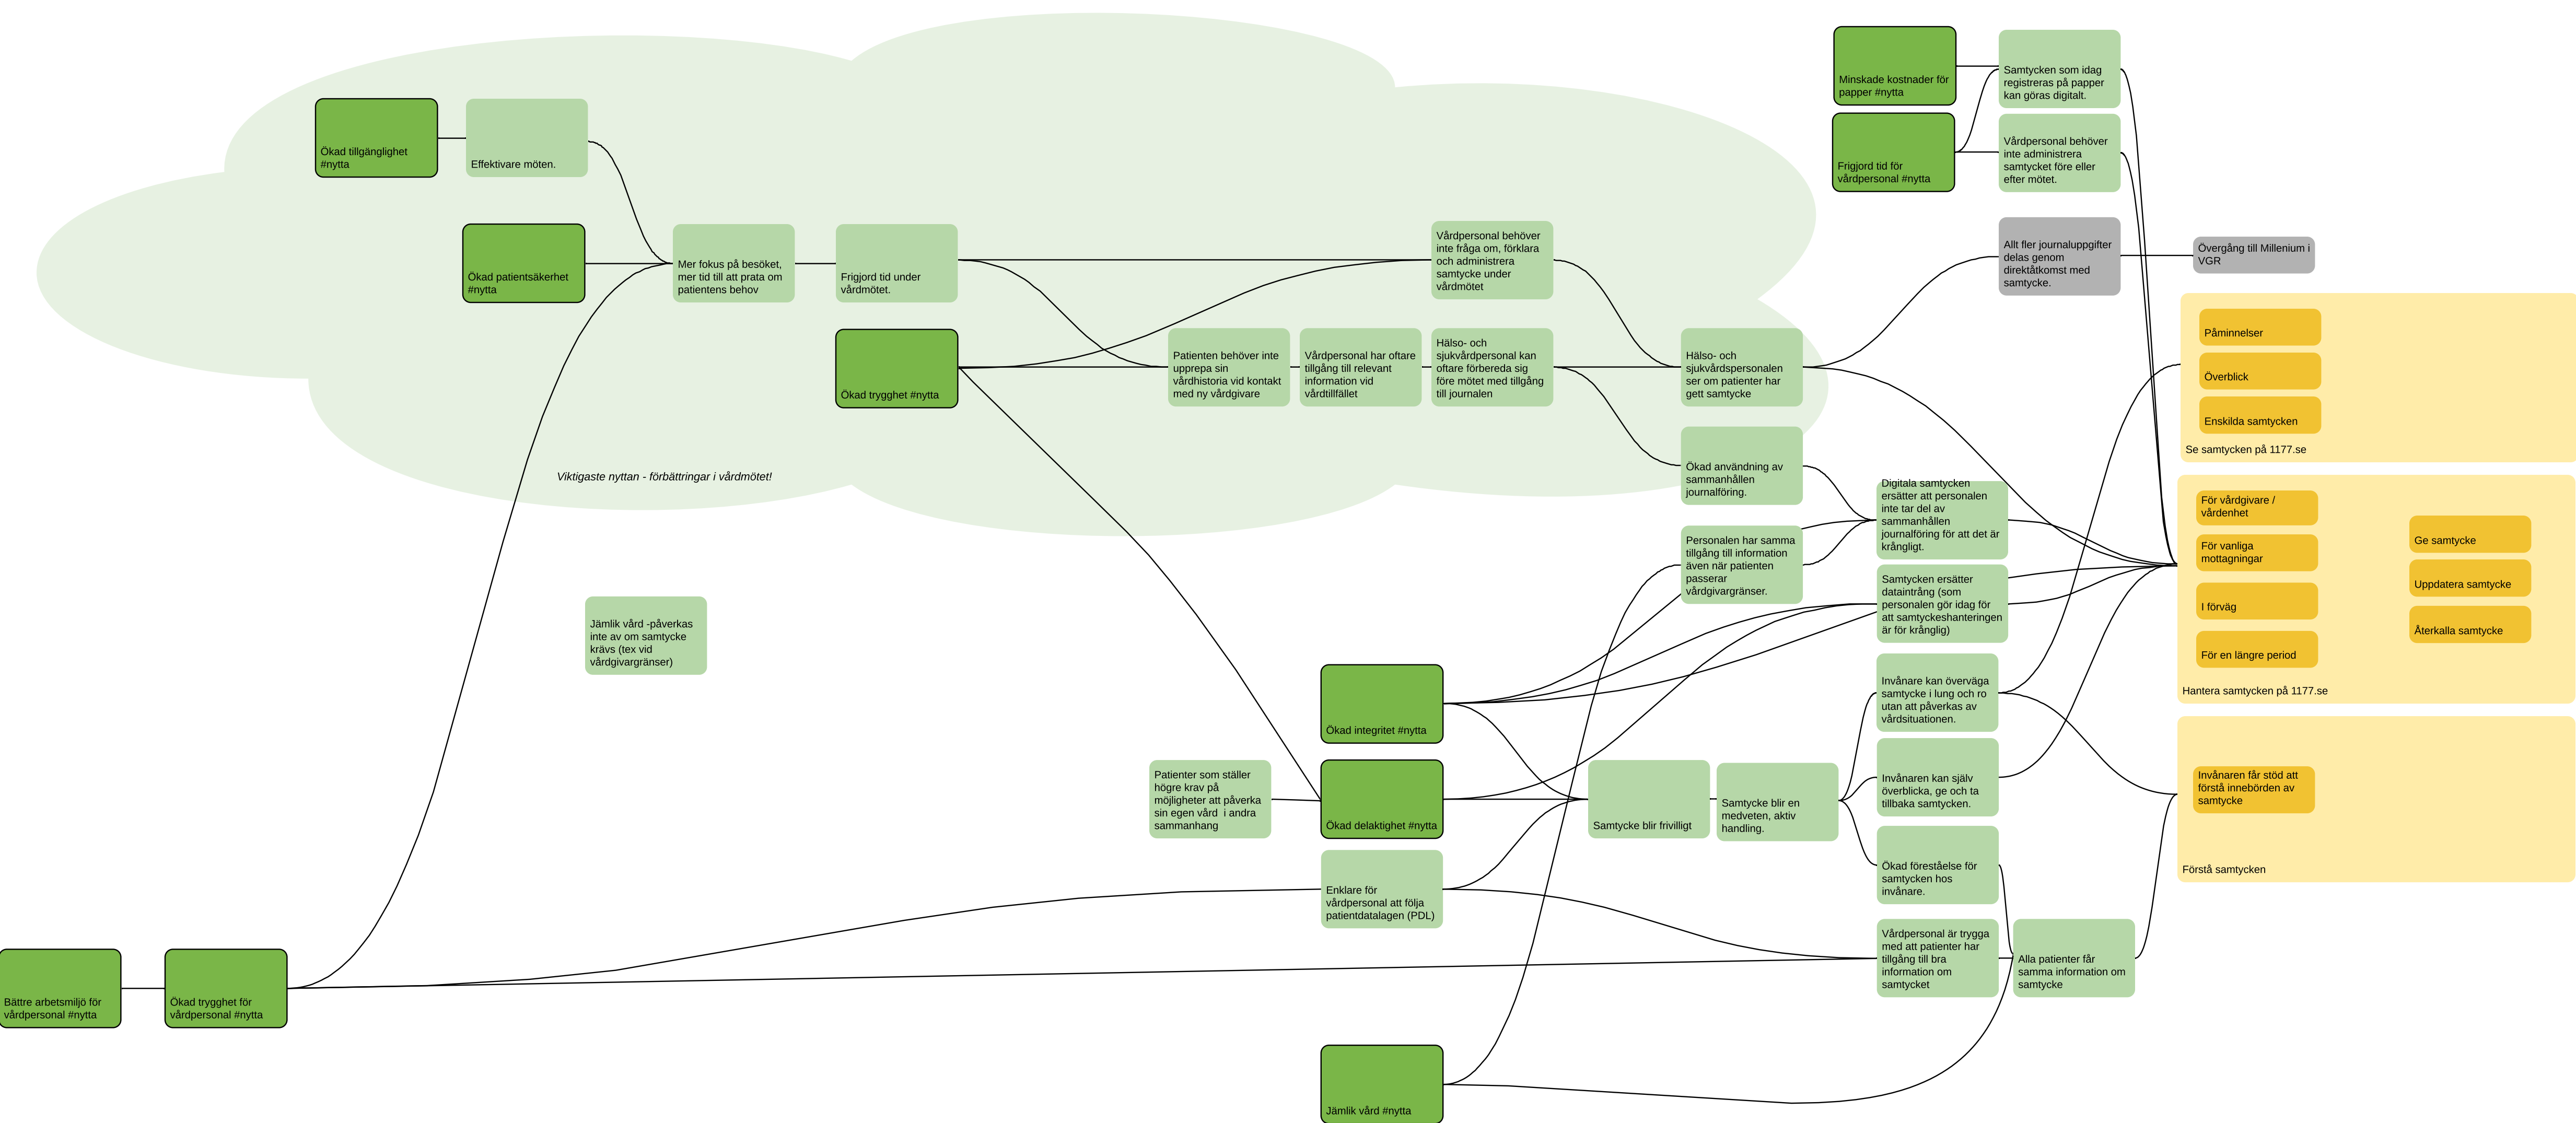 Minskade kostnader för
papper #nytta
Samtycken som idag
registreras på papper
kan göras digitalt.
Ökad tillgänglighet
#nytta
Effektivare möten.
Frigjord tid för
vårdpersonal #nytta
Vårdpersonal behöver
inte administrera
samtycket före eller
efter mötet.
Ökad patientsäkerhet
#nytta
Mer fokus på besöket,
mer tid till att prata om
patientens behov
Frigjord tid under
vårdmötet.
Vårdpersonal behöver
inte fråga om, förklara
och administrera
samtycke under
vårdmötet
Allt fler journaluppgifter
delas genom
direktåtkomst med
samtycke.
Övergång till Millenium i
VGR
Ökad trygghet #nytta
Patienten behöver inte
upprepa sin
vårdhistoria vid kontakt
med ny vårdgivare
Vårdpersonal har oftare
tillgång till relevant
information vid
vårdtillfället
Hälso- och
sjukvårdpersonal kan
oftare förbereda sig
före mötet med tillgång
till journalen
Hälso- och
sjukvårdspersonalen
ser om patienter har
gett samtycke
Påminnelser
Överblick
Enskilda samtycken
Se samtycken på 1177.se
Viktigaste nyttan - förbättringar i vårdmötet!
Ökad användning av
sammanhållen
journalföring.
Digitala samtycken
ersätter att personalen
inte tar del av
sammanhållen
journalföring för att det är
krångligt.
Personalen har samma
tillgång till information
även när patienten
passerar
vårdgivargränser.
Samtycken ersätter
dataintrång (som
personalen gör idag för
att samtyckeshanteringen
är för krånglig)
För vårdgivare /
vårdenhet
För vanliga
mottagningar
I förväg
För en längre period
Ge samtycke
Uppdatera samtycke
Återkalla samtycke
Hantera samtycken på 1177.se
Jämlik vård -påverkas
inte av om samtycke
krävs (tex vid
vårdgivargränser)
Ökad integritet #nytta
Invånare kan överväga
samtycke i lung och ro
utan att påverkas av
vårdsituationen.
Patienter som ställer
högre krav på
möjligheter att påverka
sin egen vård  i andra
sammanhang
Ökad delaktighet #nytta
Samtycke blir frivilligt
Samtycke blir en
medveten, aktiv
handling.
Invånaren kan själv
överblicka, ge och ta
tillbaka samtycken.
Invånaren får stöd att
förstå innebörden av
samtycke
Förstå samtycken
Enklare för
vårdpersonal att följa
patientdatalagen (PDL)
Ökad föreståelse för
samtycken hos
invånare.
Vårdpersonal är trygga
med att patienter har
tillgång till bra
information om
samtycket
Alla patienter får
samma information om
samtycke
Bättre arbetsmiljö för
vårdpersonal #nytta
Ökad trygghet för
vårdpersonal #nytta
Jämlik vård #nytta